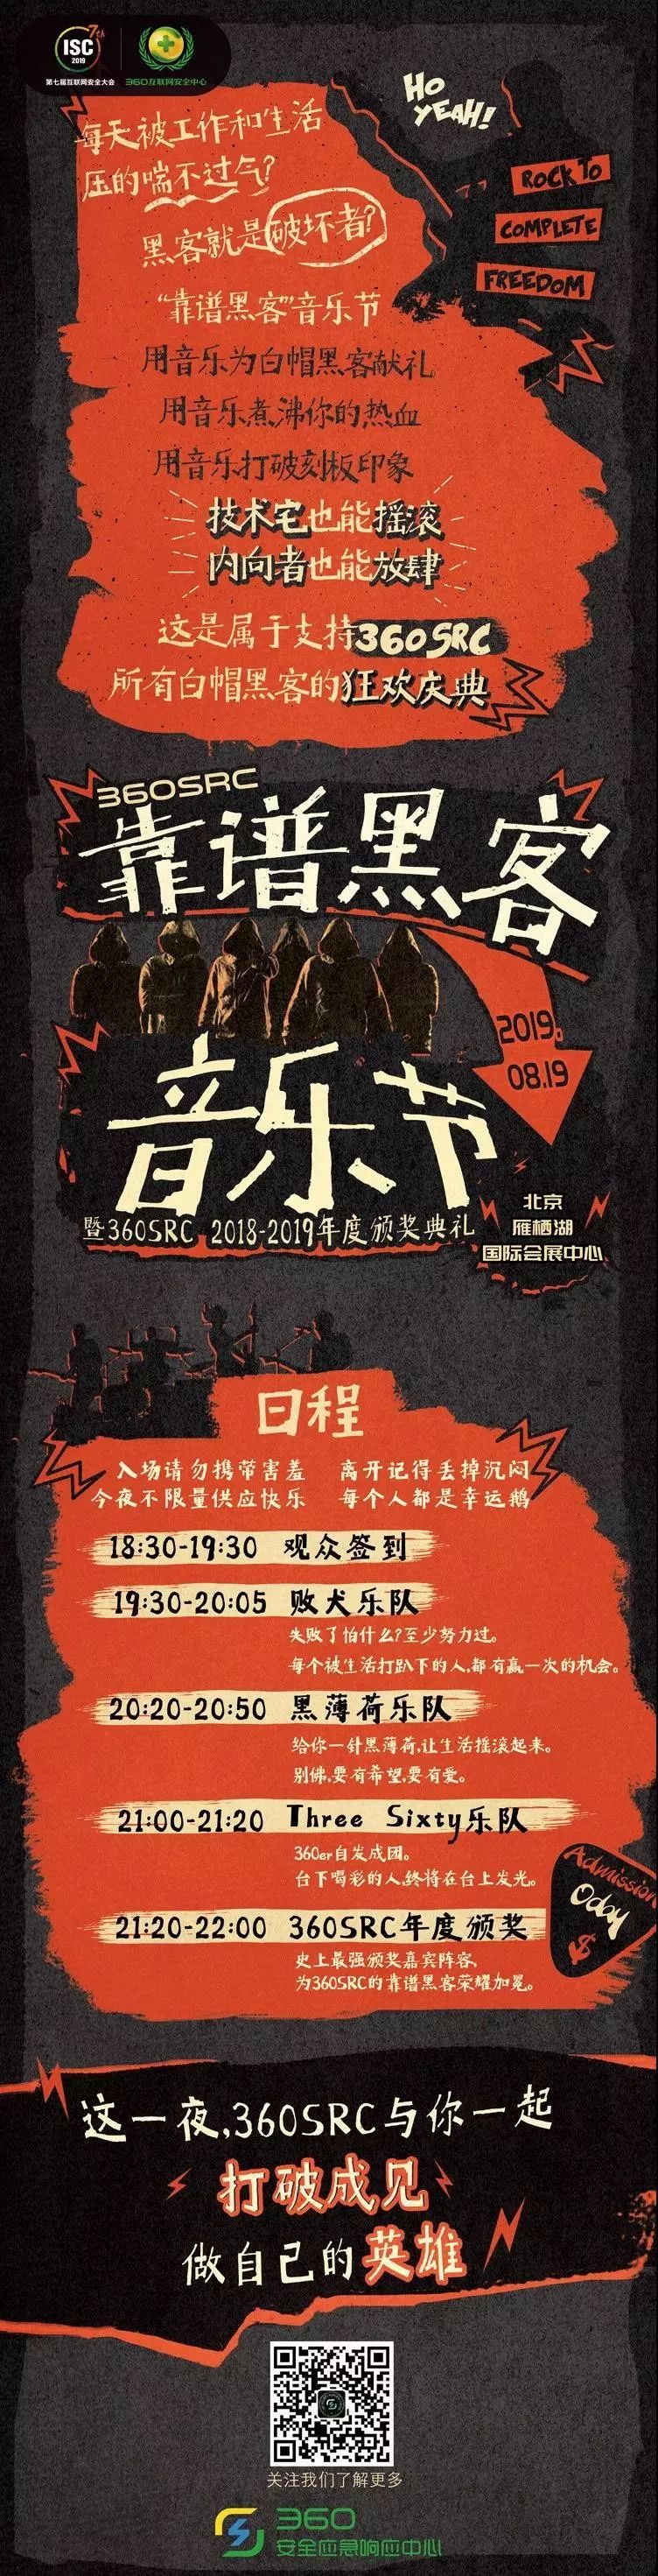 ISC 7th
2019
第七届互联网安全大会
360互联网安全中心
HO
YEAH!
每天被工作和生活
压的喘不过气?
ROCK TO
COMPLETE
FREEDOM
黑客就是破坏者?
“靠谱黑客”音乐节
用音乐为白帽黑客献礼
用音乐煮沸你的热血
用音乐打破刻板印象
技术宅也能摇滚
内向者也能放肆
这是属于支持360SRC
所有白帽黑客的狂欢庆典
360SRC
靠谱黑客
2019.
08.19
音乐节
暨360SRC 2018-2019年度颁奖典礼
北京
雁栖湖
国际会展中心
日程
入场请勿携带害羞 离开记得丢掉沉闷
今夜不限量供应快乐 每个人都是幸运鹅
18:30-19:30 观众签到
19:30-20:05 败犬乐队
失败了怕什么?至少努力过。
每个被生活打趴下的人,都有赢一次的机会。
20:20-20:50 黑薄荷乐队
给你一针黑薄荷,让生活摇滚起来。
别佛,要有希望,要有爱。
21:00-21:20 Three Sixty乐队
360er自发成团。
台下喝彩的人,终将在台上发光。
Admission
0day
$
21:20-22:00 360SRC年度颁奖
史上最强颁奖嘉宾阵容,
为360SRC的靠谱黑客荣耀加冕。
这一夜,360SRC与你一起
打破成见
做自己的英雄
关注我们了解更多
360
安全应急响应中心